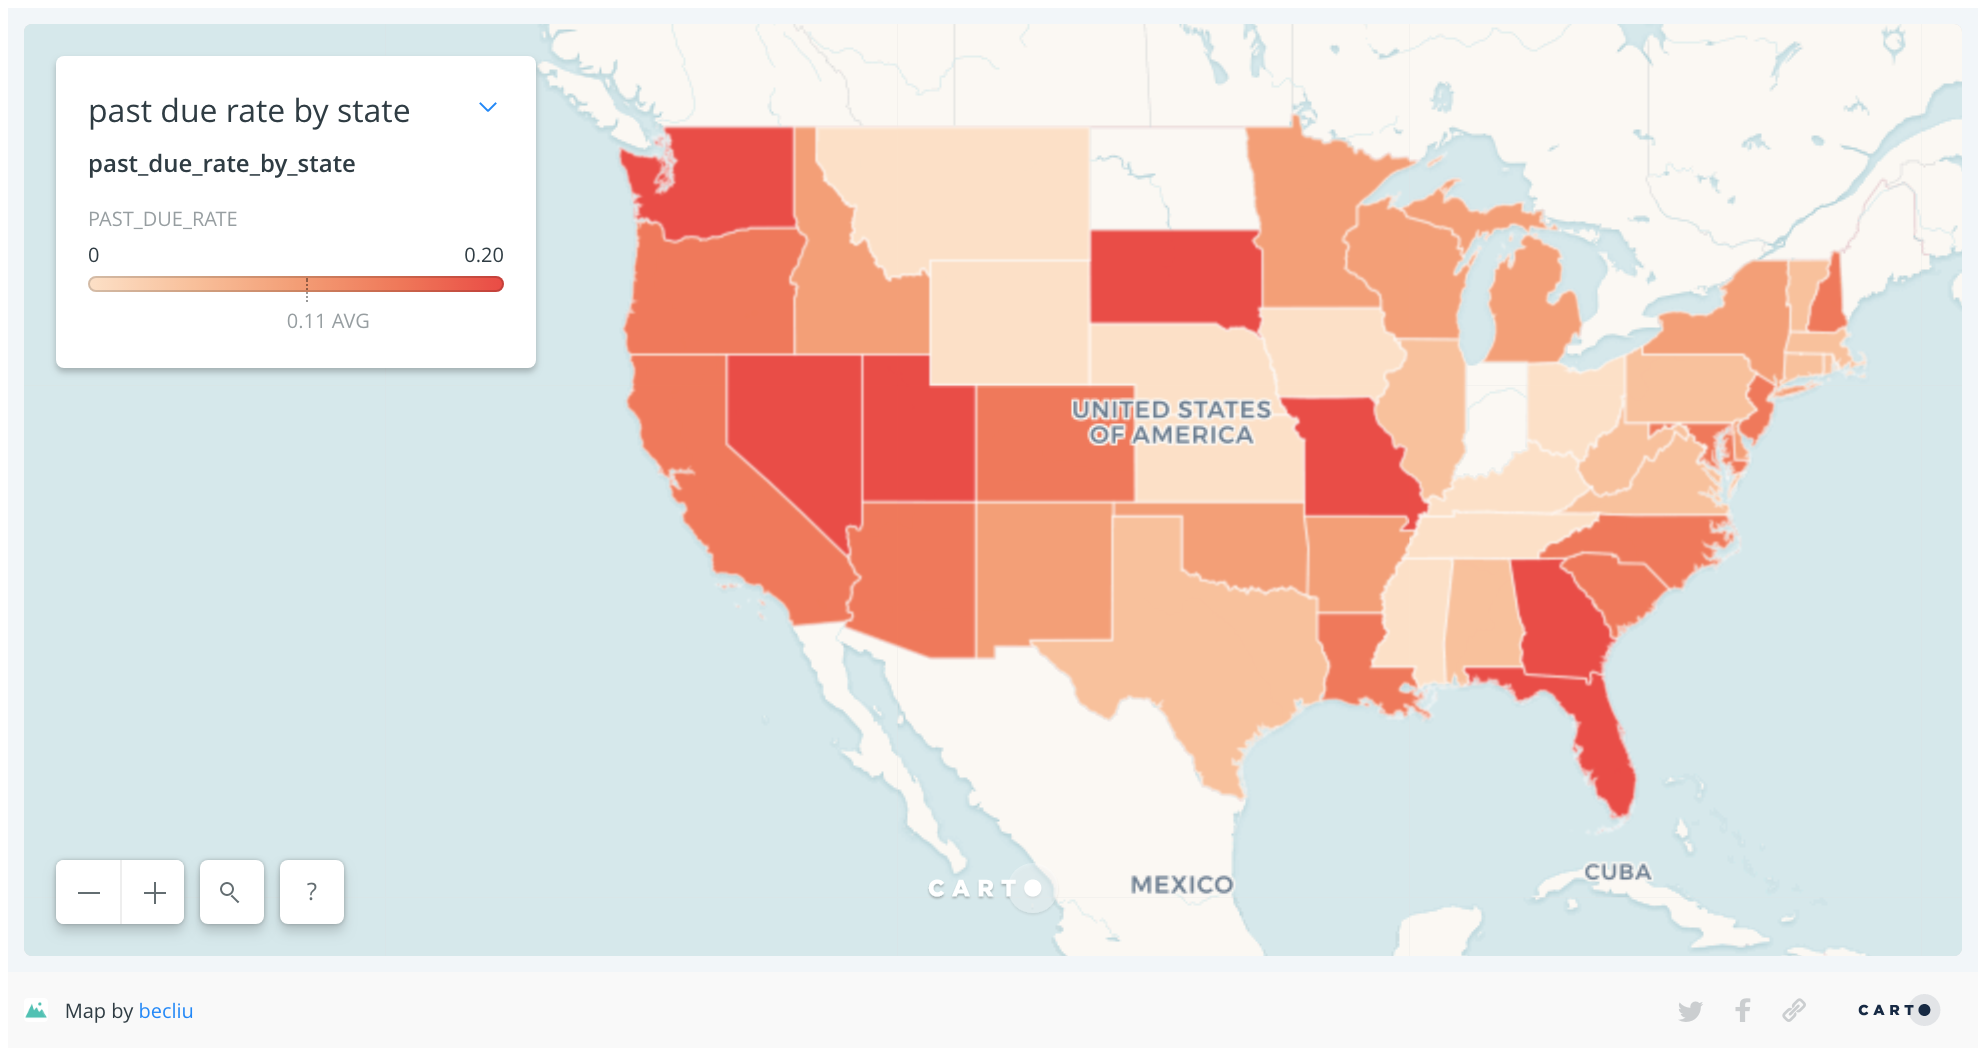 past due rate by state
past_due_rate_by_state
PAST_DUE_RATE
0 0.20
0.11 AVG
UNITED STATES
OF AMERICA
MEXICO
CUBA
CARTO
?
Map by becliu
CARTO